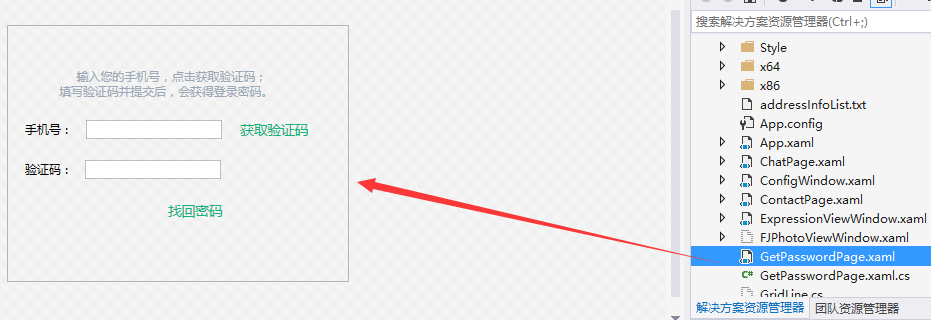 输入您的手机号，点击获取验证码；
填写验证码并提交后，会获得登录密码。
手机号：
获取验证码
验证码：
找回密码
搜索解决方案资源管理器(Ctrl+;)
Style
x64
x86
addressInfoList.txt
App.config
App.xaml
ChatPage.xaml
ConfigWindow.xaml
ContactPage.xaml
ExpressionViewWindow.xaml
FJPhotoViewWindow.xaml
GetPasswordPage.xaml
C# GetPasswordPage.xaml.cs
GridLine.cs
解决方案资源管理器 团队资源管理器